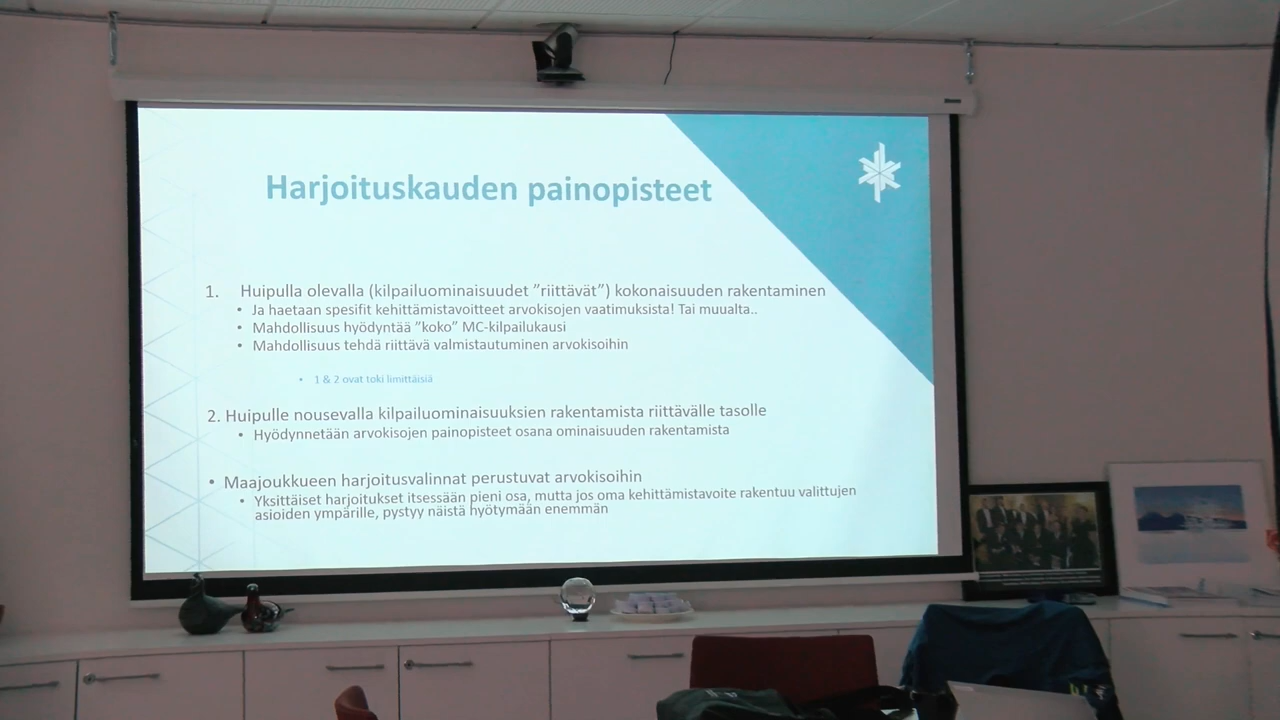 Harjoituskauden painopisteet
1. Huipulla olevalla (kilpailuominaisuudet ”riittävät”) kokonaisuuden rakentaminen
• Ja haetaan spesifit kehittämistavoitteet arvokisojen vaatimuksista! Tai muualta..
• Mahdollisuus hyödyntää ”koko” MC-kilpailukausi
• Mahdollisuus tehdä riittävä valmistautuminen arvokisoihin
• 1 & 2 ovat toki limittäisiä
2. Huipulle nousevalla kilpailuominaisuuksien rakentamista riittävälle tasolle
• Hyödynnetään arvokisojen painopisteet osana ominaisuuden rakentamista
• Maajoukkueen harjoitusvalinnat perustuvat arvokisoihin
• Yksittäiset harjoitukset itsessään pieni osa, mutta jos oma kehittämistavoite rakentuu valittujen
asioiden ympärille, pystyy näistä hyötymään enemmän